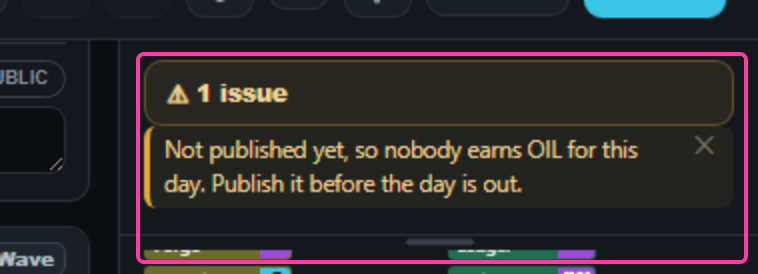 UBLIC
⚠ 1 issue
Not published yet, so nobody earns OIL for this
day. Publish it before the day is out.
Wave